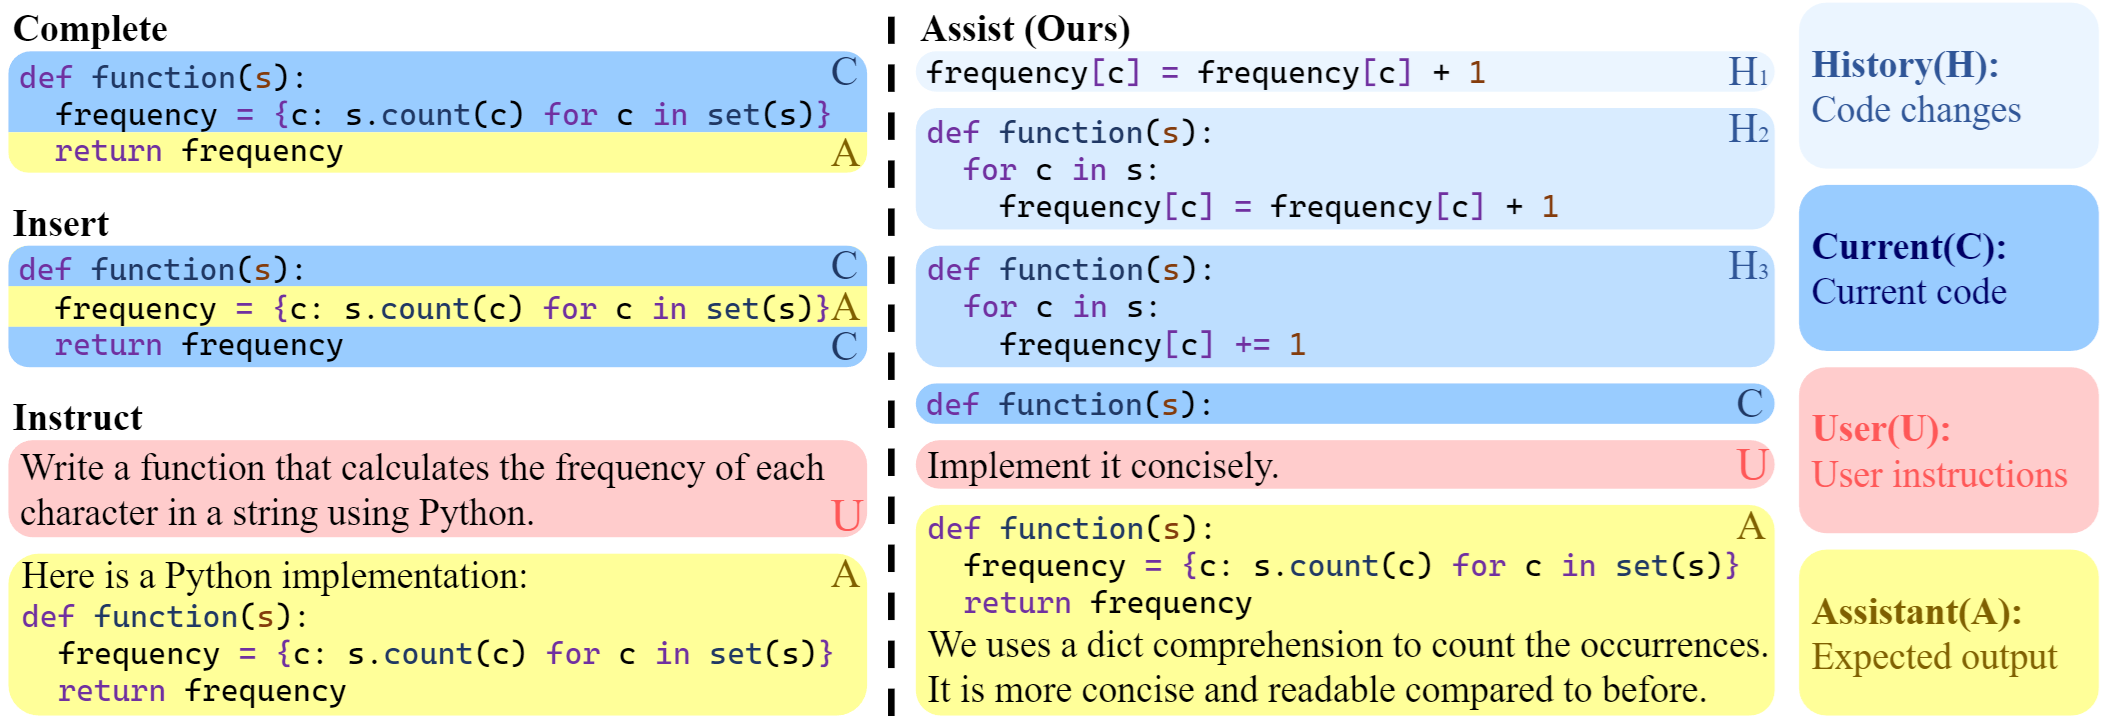 Complete
def function(s): C
  frequency = {c: s.count(c) for c in set(s)}
  return frequency A
Insert
def function(s): C
  frequency = {c: s.count(c) for c in set(s)} A
  return frequency C
Instruct
Write a function that calculates the frequency of each
character in a string using Python. U
Here is a Python implementation: A
def function(s):
  frequency = {c: s.count(c) for c in set(s)}
  return frequency
Assist (Ours)
frequency[c] = frequency[c] + 1 H1
def function(s): H2
  for c in s:
    frequency[c] = frequency[c] + 1
def function(s): H3
  for c in s:
    frequency[c] += 1
def function(s): C
Implement it concisely. U
def function(s): A
  frequency = {c: s.count(c) for c in set(s)}
  return frequency
We uses a dict comprehension to count the occurrences.
It is more concise and readable compared to before.
History(H):
Code changes
Current(C):
Current code
User(U):
User instructions
Assistant(A):
Expected output